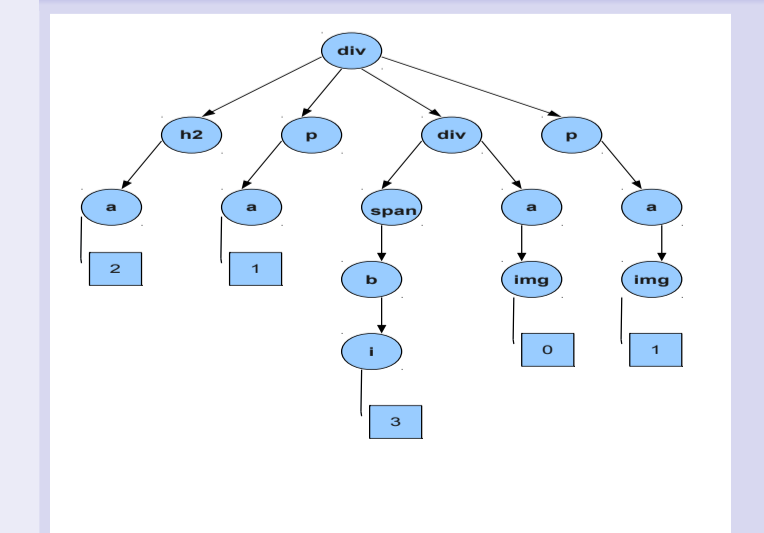 div
h2 p div p
a a span a a
2 1 b img img
i 0 1
3